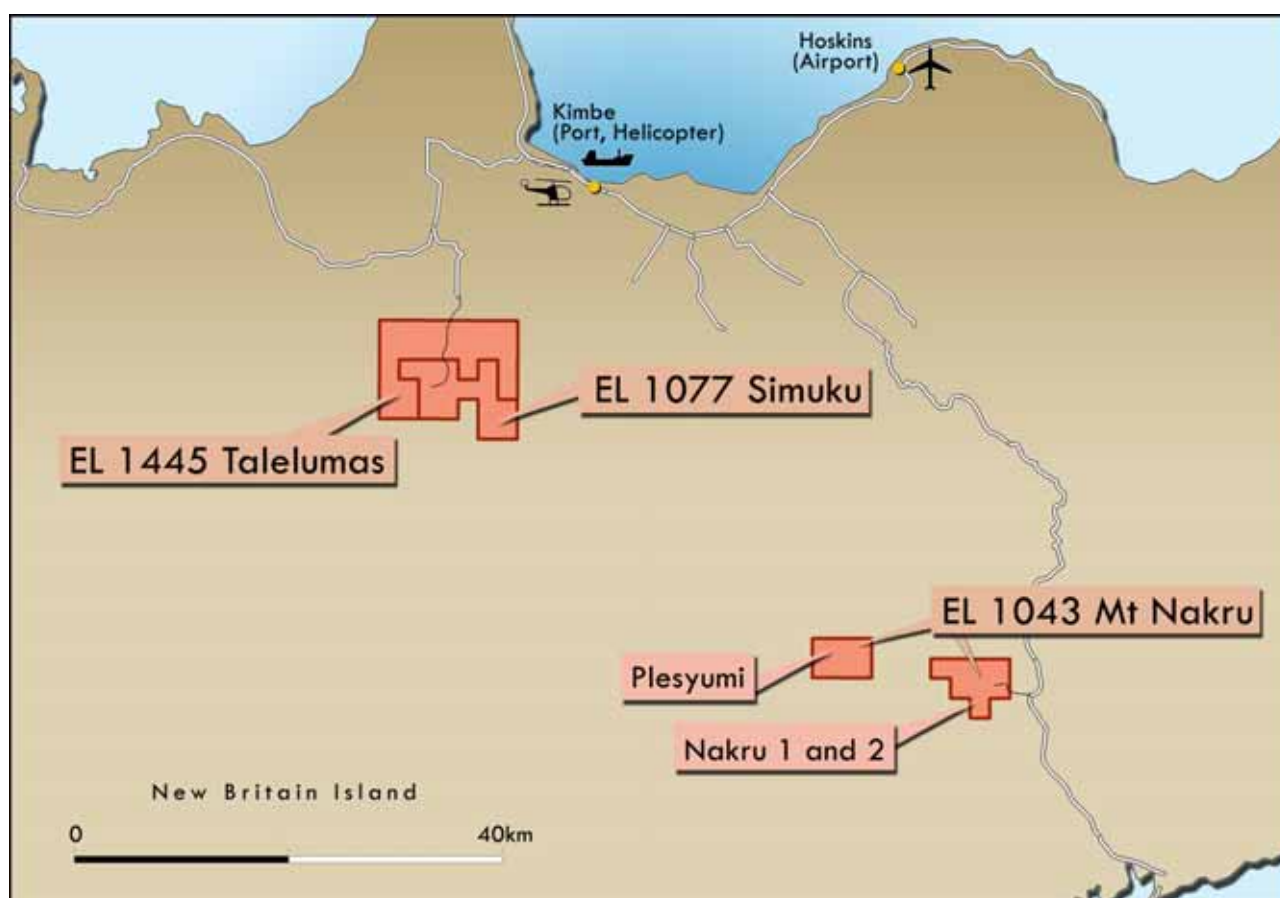 Hoskins
(Airport)
Kimbe
(Port, Helicopter)
EL 1077 Simuku
EL 1445 Talelumas
EL 1043 Mt Nakru
Plesyumi
Nakru 1 and 2
New Britain Island
0 40km